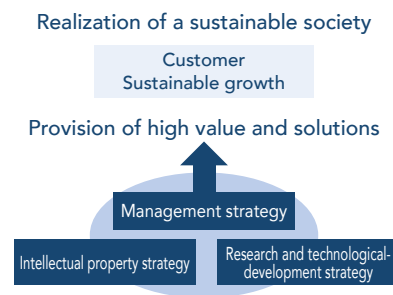 Realization of a sustainable society
Customer
Sustainable growth
Provision of high value and solutions
Management strategy
Intellectual property strategy
Research and technological-
development strategy